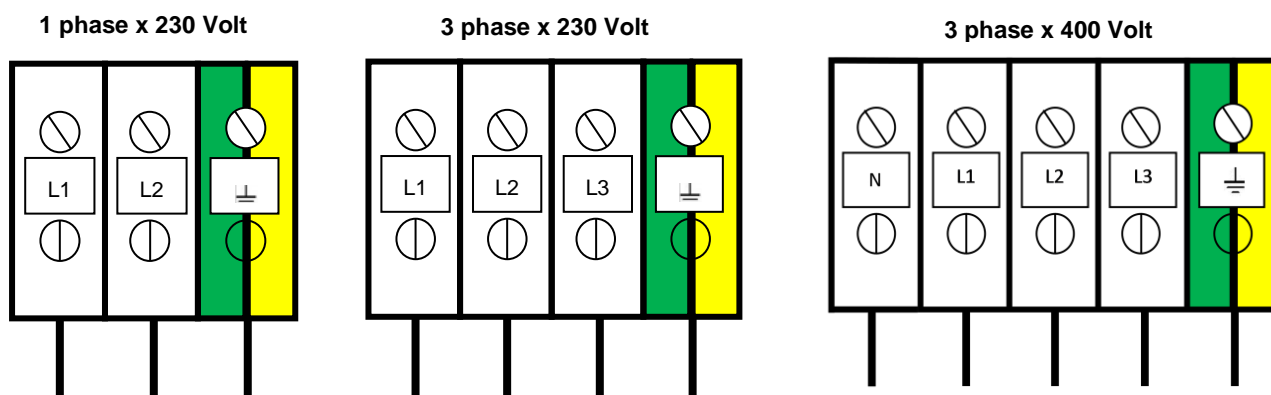 1 phase x 230 Volt
3 phase x 230 Volt
3 phase x 400 Volt
L1 L2
L1 L2 L3
N L1 L2 L3